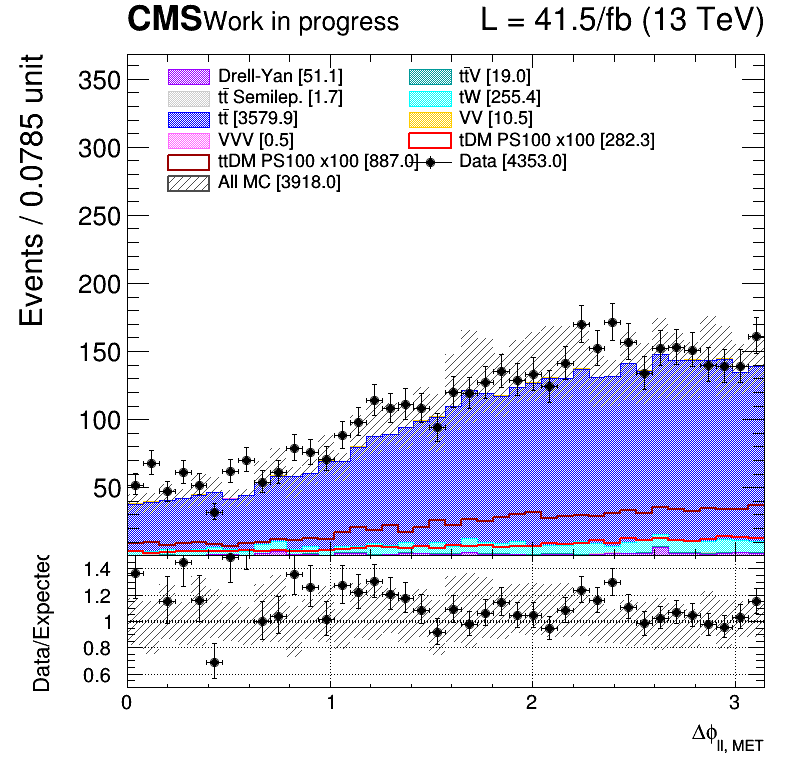 CMS Work in progress L = 41.5/fb (13 TeV)
Events / 0.0785 unit
350
300
250
200
150
100
50
Drell-Yan [51.1]
tt̄ Semilep. [1.7]
tt̄ [3579.9]
VVV [0.5]
ttDM PS100 x100 [887.0]
All MC [3918.0]
tt̄V [19.0]
tW [255.4]
VV [10.5]
tDM PS100 x100 [282.3]
Data [4353.0]
Data/Expected
1.4
1.2
1
0.8
0.6
0 1 2 3
Δϕll, MET